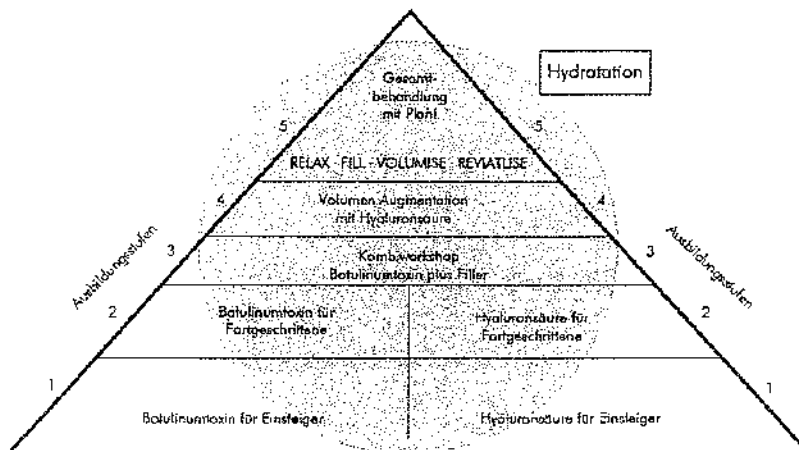 Hydratation
Gesamt-
behandlung
mit Plan!
5
5
RELAX FILL VOLUMISE REVIATLISE
4
4
Volumen Augmentation
mit Hyaluronsäure
Ausbildungsstufen
3
3
Ausbildungsstufen
Kombiworkshop
Botulinumtoxin plus Filler
2
2
Botulinumtoxin für
Fortgeschrittene
Hyaluronsäure für
Fortgeschrittene
1
1
Botulinumtoxin für Einsteiger
Hyaluronsäure für Einsteiger